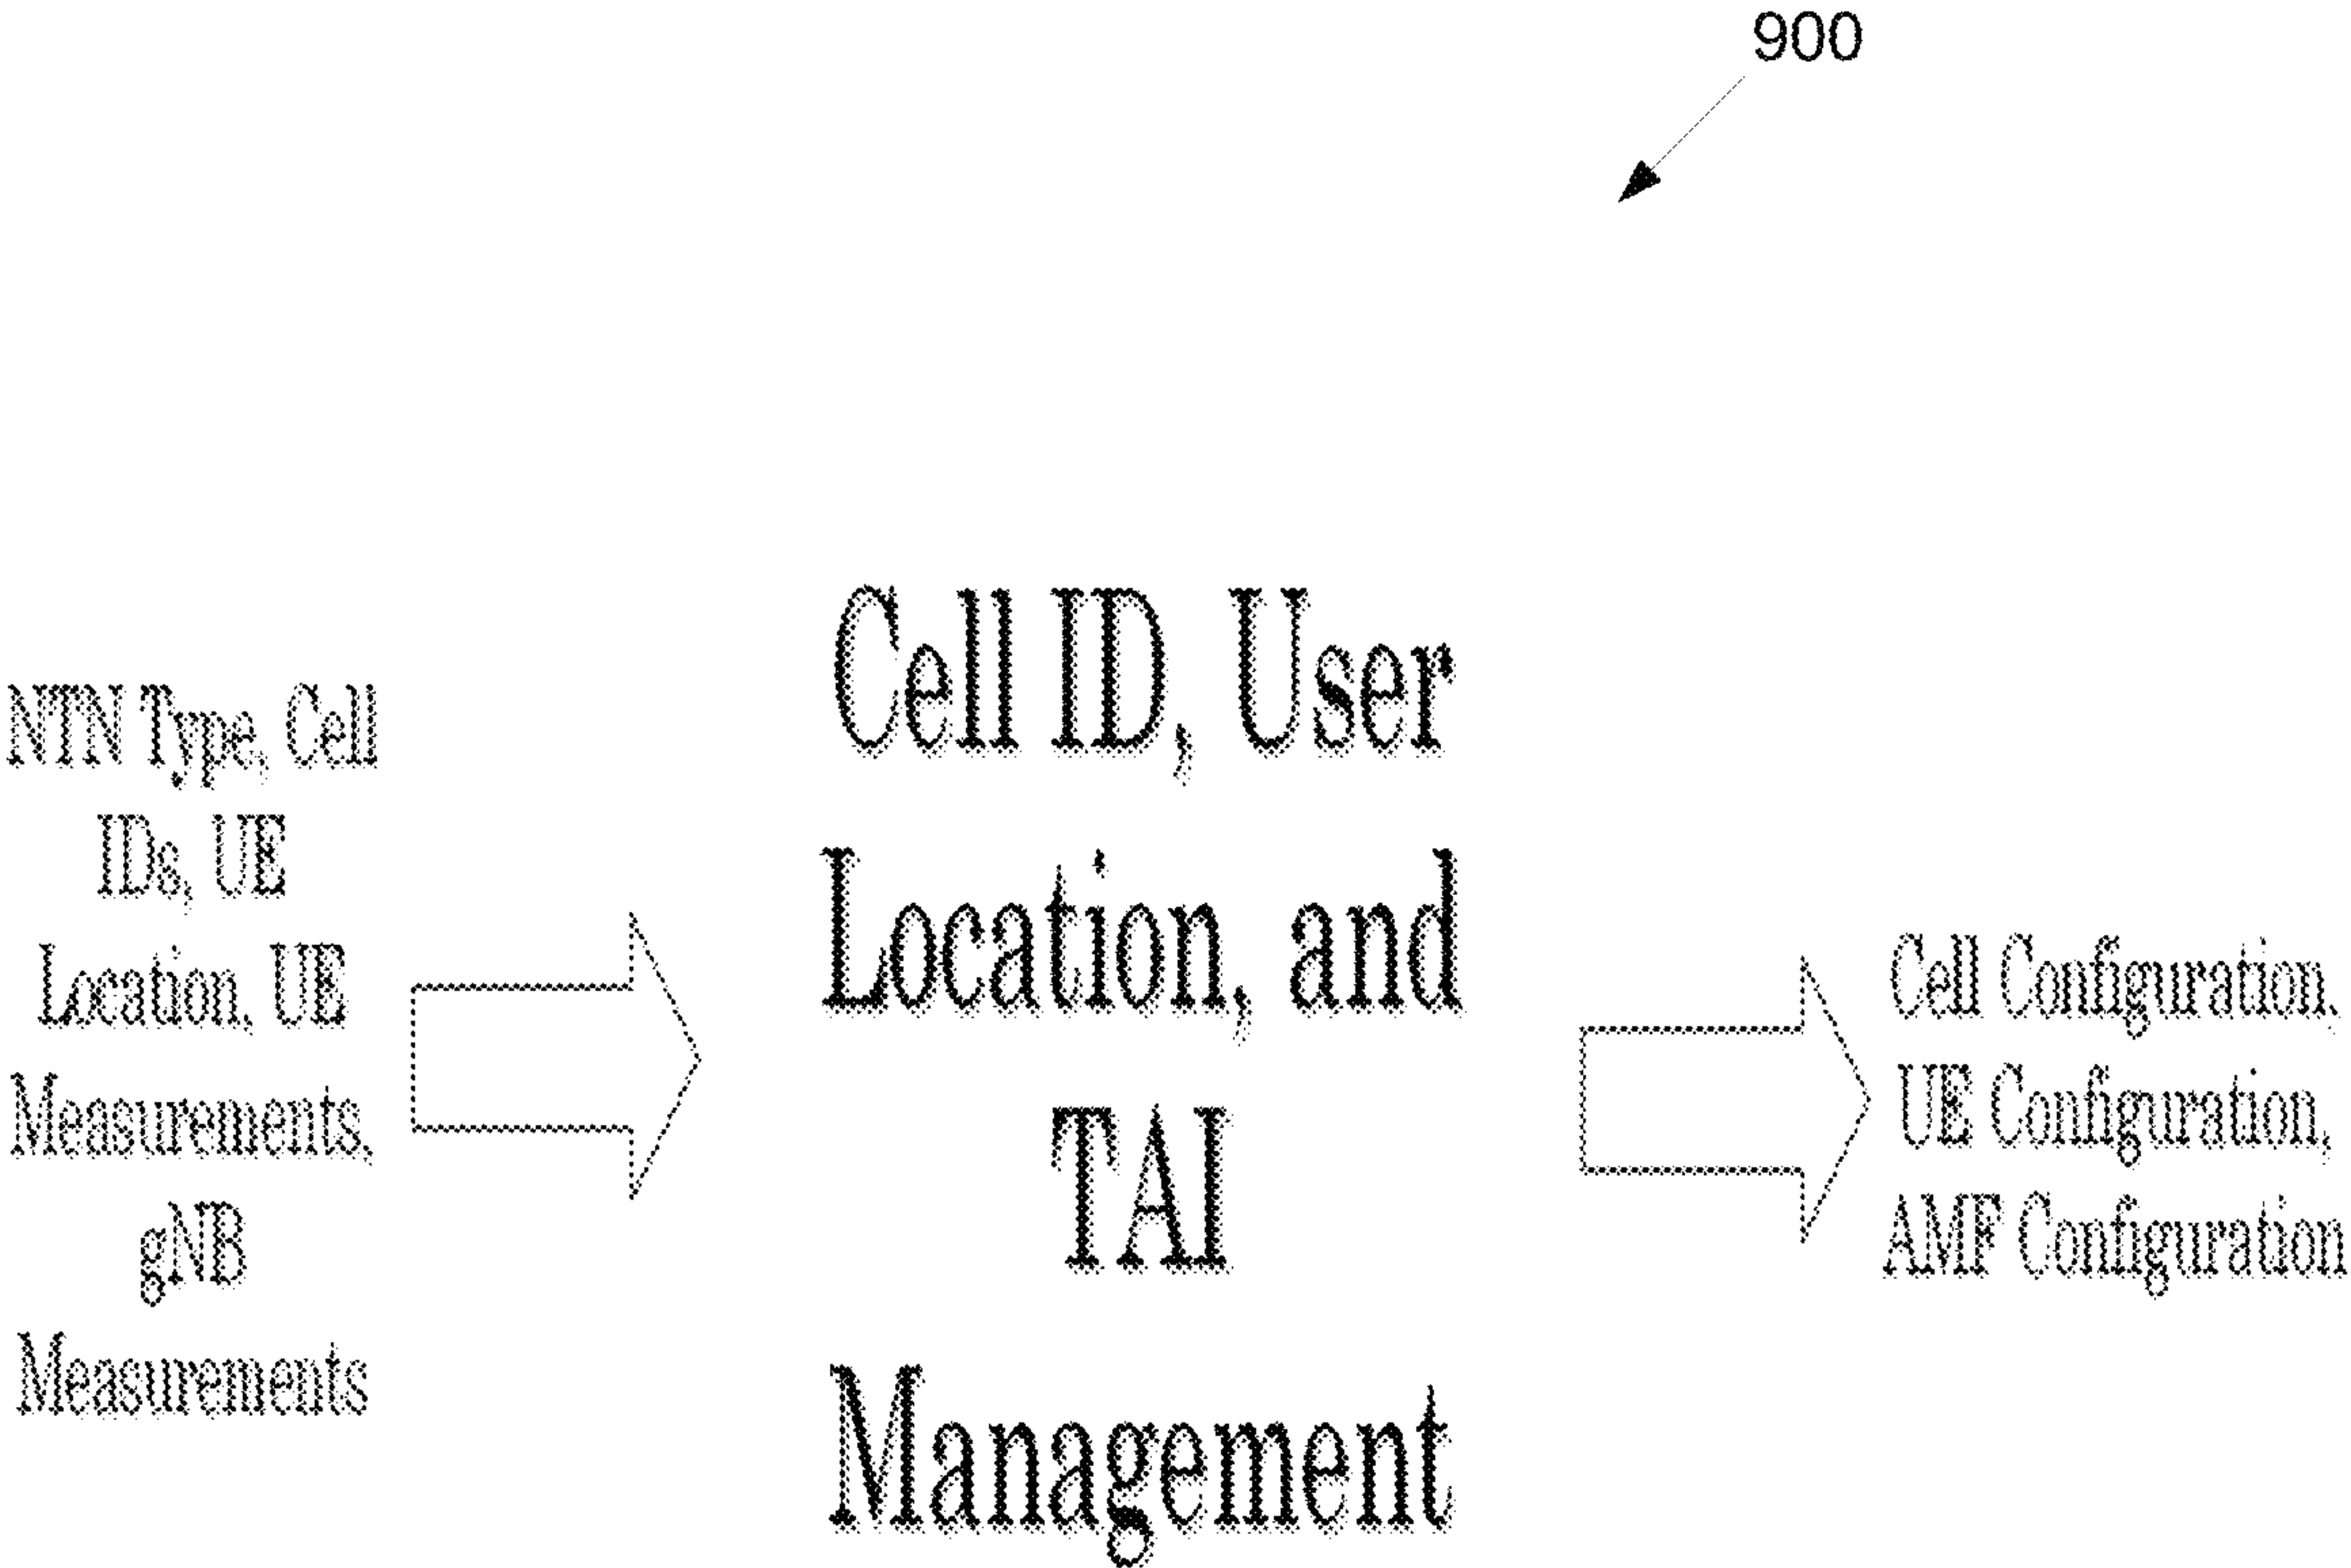 900
NTN Type, Cell
IDs, UE
Location, UE
Measurements,
gNB
Measurements
Cell ID, User
Location, and
TAI
Management
Cell Configuration,
UE Configuration,
AMF Configuration